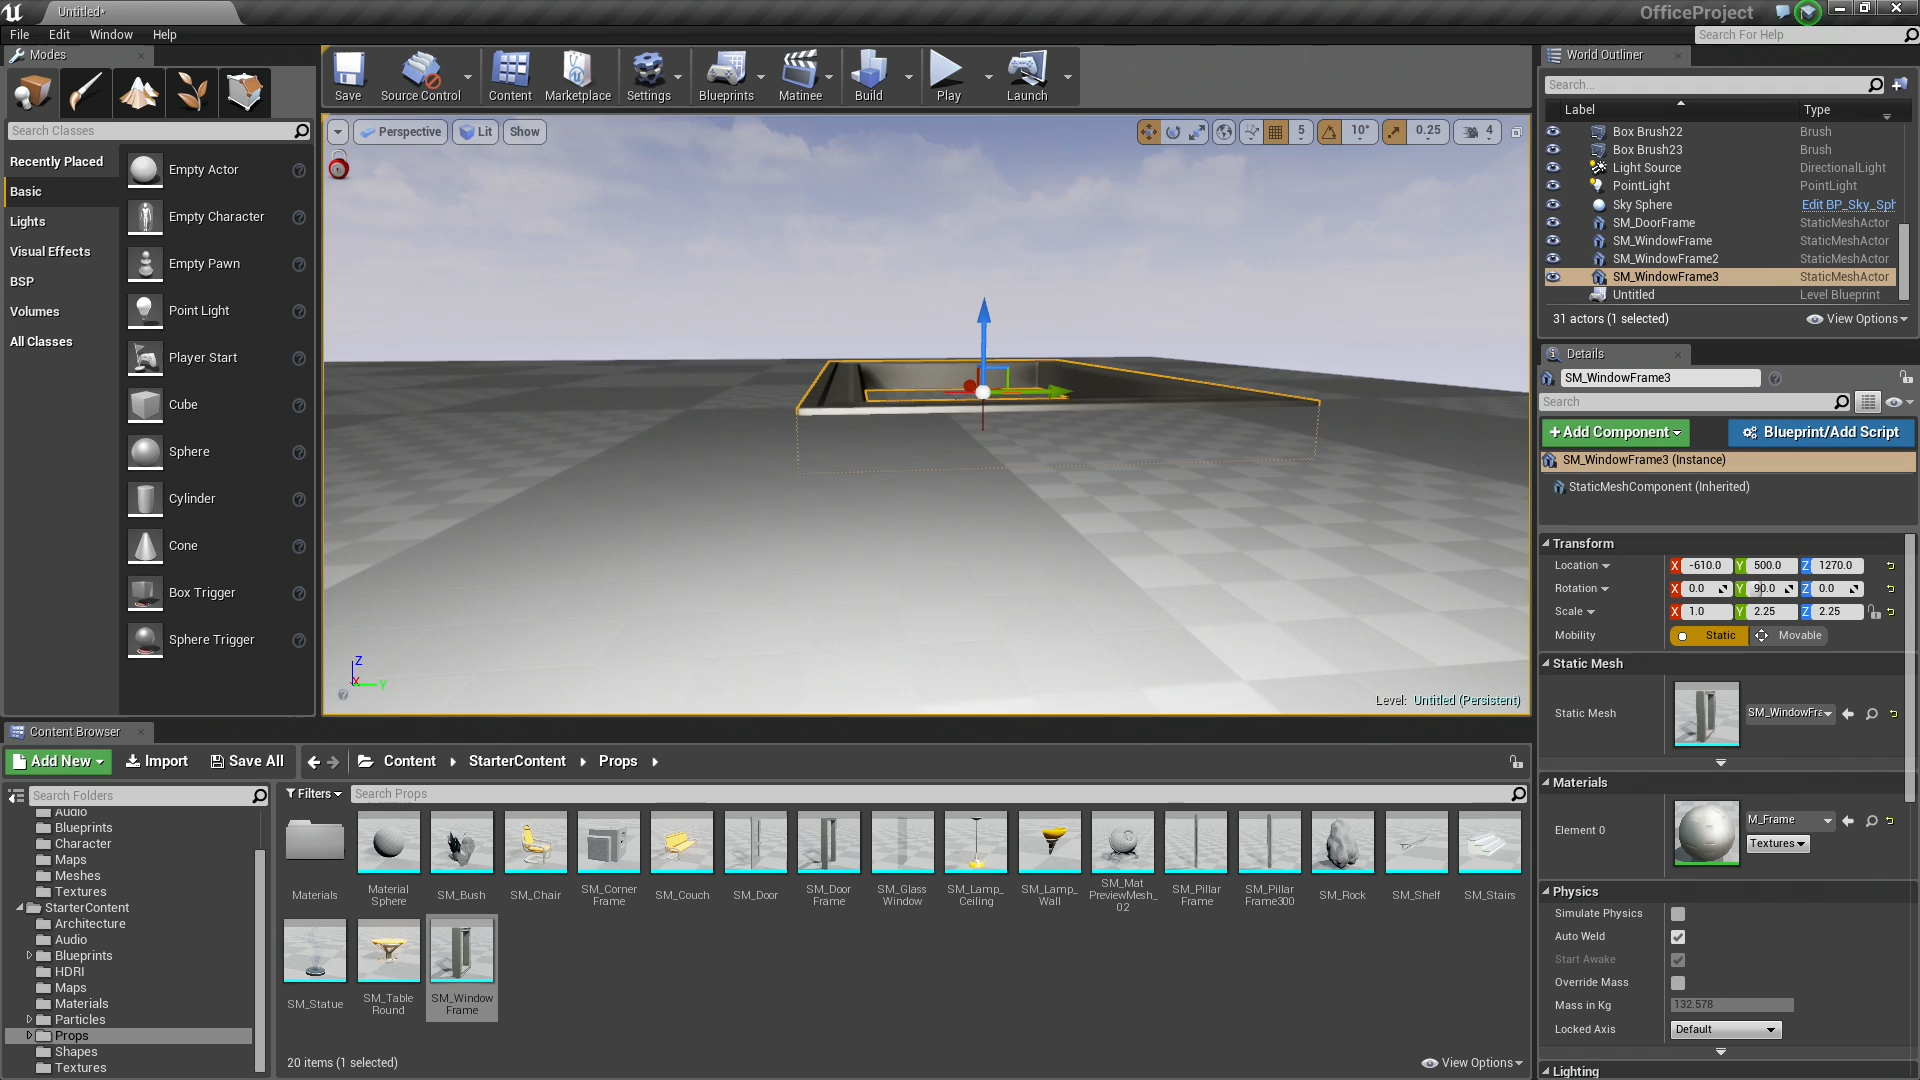 Untitled*
OfficeProject
File Edit Window Help
Search For Help
Modes
Search Classes
Recently Placed
Basic
Lights
Visual Effects
BSP
Volumes
All Classes
Empty Actor
Empty Character
Empty Pawn
Point Light
Player Start
Cube
Sphere
Cylinder
Cone
Box Trigger
Sphere Trigger
Save
Source Control
Content
Marketplace
Settings
Blueprints
Matinee
Build
Play
Launch
Perspective
Lit
Show
5
10°
0.25
4
Z
X
Y
Level: Untitled (Persistent)
World Outliner
Search...
Label Type
Box Brush22 Brush
Box Brush23 Brush
Light Source DirectionalLight
PointLight PointLight
Sky Sphere Edit BP_Sky_Sph
SM_DoorFrame StaticMeshActor
SM_WindowFrame StaticMeshActor
SM_WindowFrame2 StaticMeshActor
SM_WindowFrame3 StaticMeshActor
Untitled Level Blueprint
31 actors (1 selected)
View Options
Details
SM_WindowFrame3
Search
+Add Component
Blueprint/Add Script
SM_WindowFrame3 (Instance)
StaticMeshComponent (Inherited)
Transform
Location X -610.0 Y 500.0 Z 1270.0
Rotation X 0.0 Y 90.0 Z 0.0
Scale X 1.0 Y 2.25 Z 2.25
Mobility Static Movable
Static Mesh
Static Mesh SM_WindowFra
Materials
Element 0 M_Frame
Textures
Physics
Simulate Physics
Auto Weld
Start Awake
Override Mass
Mass in Kg 132.578
Locked Axis Default
Lighting
Content Browser
Add New
Import
Save All
Content
StarterContent
Props
Search Folders
Audio
Blueprints
Character
Maps
Meshes
Textures
StarterContent
Architecture
Audio
Blueprints
HDRI
Maps
Materials
Particles
Props
Shapes
Textures
Filters
Search Props
Materials
Material
Sphere
SM_Bush
SM_Chair
SM_Corner
Frame
SM_Couch
SM_Door
SM_Door
Frame
SM_Glass
Window
SM_Lamp_
Ceiling
SM_Lamp_
Wall
SM_Mat
PreviewMesh_
02
SM_Pillar
Frame
SM_Pillar
Frame300
SM_Rock
SM_Shelf
SM_Stairs
SM_Statue
SM_Table
Round
SM_Window
Frame
20 items (1 selected)
View Options